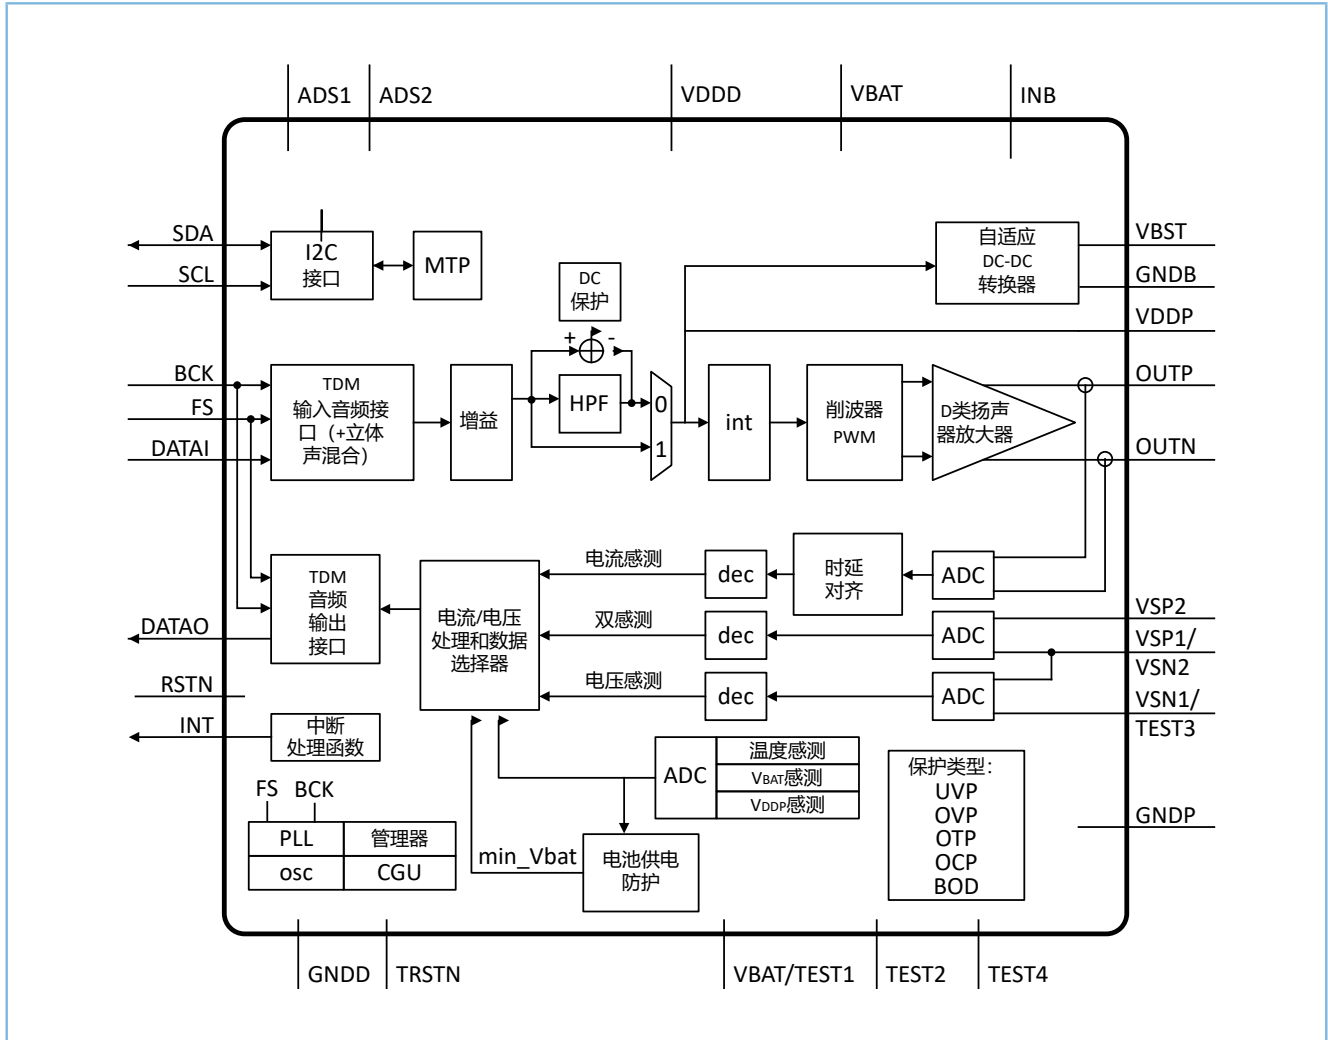 ADS1
ADS2
VDDD
VBAT
INB
SDA
SCL
I2C
接口
MTP
DC
保护
自适应
DC-DC
转换器
VBST
GNDB
VDDP
BCK
FS
DATAI
TDM
输入音频接
口（+立体
声混合）
增益
+
-
HPF
0
1
int
削波器
PWM
D类扬声
器放大器
OUTP
OUTN
TDM
音频
输出
接口
DATAO
电流/电压
处理和数据
选择器
电流感测
双感测
电压感测
dec
dec
dec
时延
对齐
ADC
ADC
ADC
VSP2
VSP1/
VSN2
VSN1/
TEST3
RSTN
INT
中断
处理函数
FS
BCK
PLL
管理器
osc
CGU
min_Vbat
ADC
温度感测
VBAT感测
VDDP感测
电池供电
防护
保护类型：
UVP
OVP
OTP
OCP
BOD
GNDP
GNDD
TRSTN
VBAT/TEST1
TEST2
TEST4